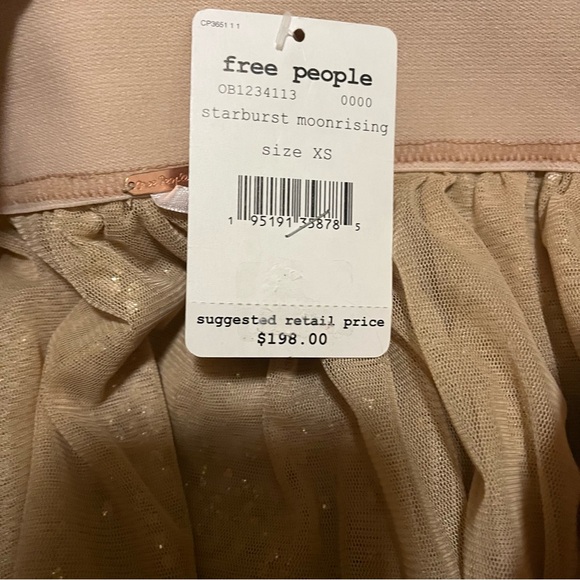 CP3651 1 1
free people
OB1234113 0000
starburst moonrising
size XS
1 95191 35878 5
suggested retail price
$198.00